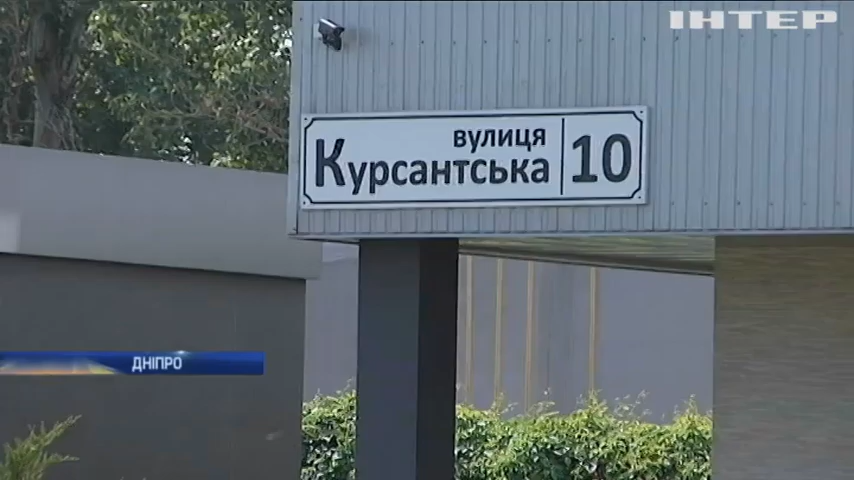 ІНТЕР
вулиця
Курсантська 10
ДНІПРО